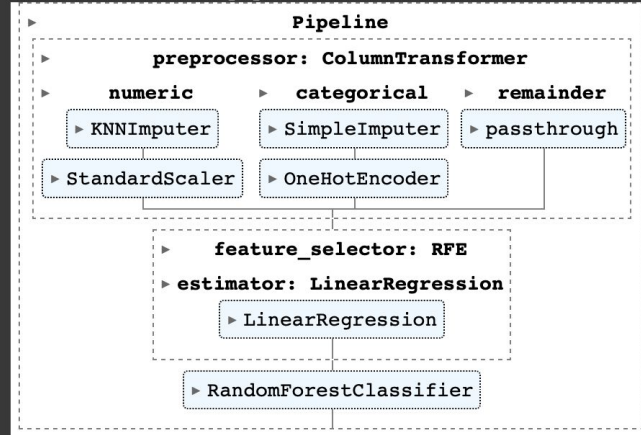 Pipeline
preprocessor: ColumnTransformer
numeric categorical remainder
KNNImputer SimpleImputer passthrough
StandardScaler OneHotEncoder
feature_selector: RFE
estimator: LinearRegression
LinearRegression
RandomForestClassifier